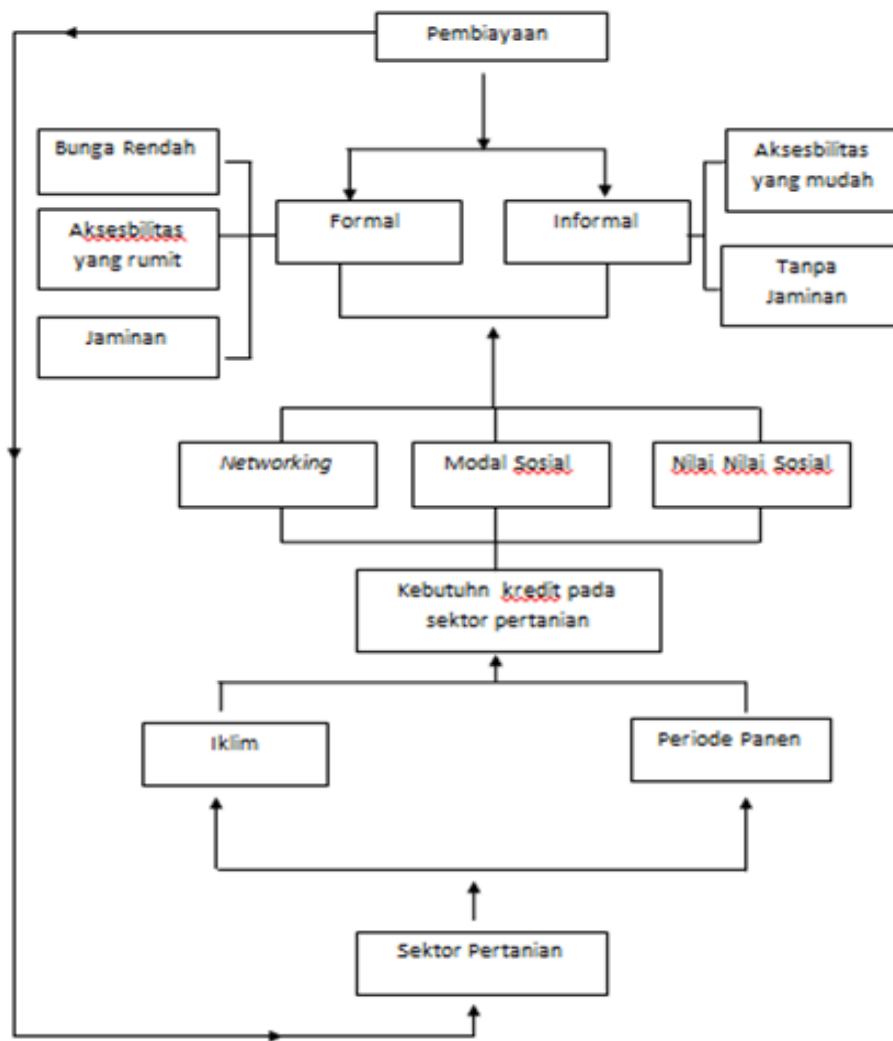 Pembiayaan
Bunga Rendah
Aksesbilitas
yang rumit
Jaminan
Formal
Informal
Aksesbilitas
yang mudah
Tanpa
Jaminan
Networking
Modal Sosial
Nilai Nilai Sosial
Kebutuhn kredit pada
sektor pertanian
Iklim
Periode Panen
Sektor Pertanian